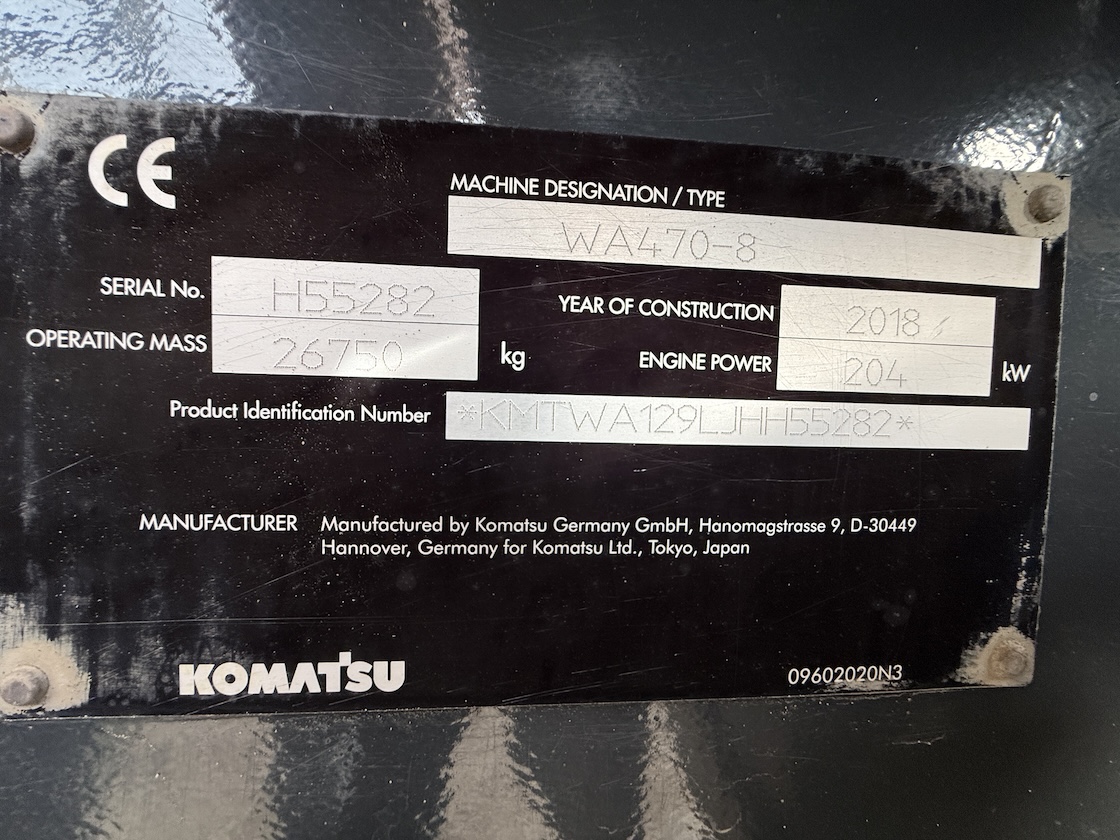 CE
MACHINE DESIGNATION / TYPE
WA470-8
SERIAL No. H55282
YEAR OF CONSTRUCTION 2018
OPERATING MASS 26750 kg
ENGINE POWER 204 kW
Product Identification Number *KMTWA129LJHH55282*
MANUFACTURER Manufactured by Komatsu Germany GmbH, Hanomagstrasse 9, D-30449
Hannover, Germany for Komatsu Ltd., Tokyo, Japan
KOMATSU
09602020N3